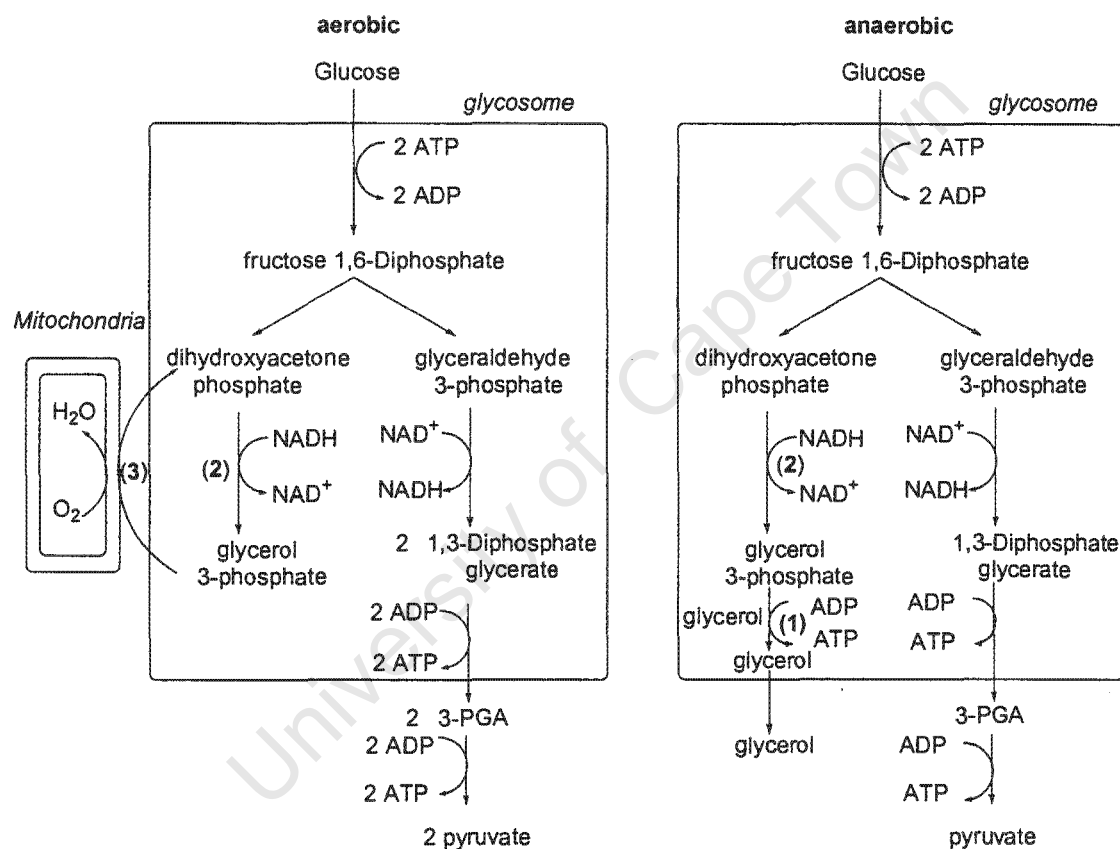 aerobic
Glucose
glycosome
2 ATP
2 ADP
fructose 1,6-Diphosphate
Mitochondria
dihydroxyacetone
phosphate
glyceraldehyde
3-phosphate
H2O
O2
(3)
(2)
NADH
NAD+
NAD+
NADH
glycerol
3-phosphate
2 1,3-Diphosphate
glycerate
2 ADP
2 ATP
2 3-PGA
2 ADP
2 ATP
2 pyruvate
anaerobic
Glucose
glycosome
2 ATP
2 ADP
fructose 1,6-Diphosphate
dihydroxyacetone
phosphate
glyceraldehyde
3-phosphate
NADH
(2)
NAD+
NAD+
NADH
glycerol
3-phosphate
1,3-Diphosphate
glycerate
glycerol
(1)
ADP
ATP
ADP
ATP
glycerol
glycerol
3-PGA
ADP
ATP
pyruvate
University of Cape Town